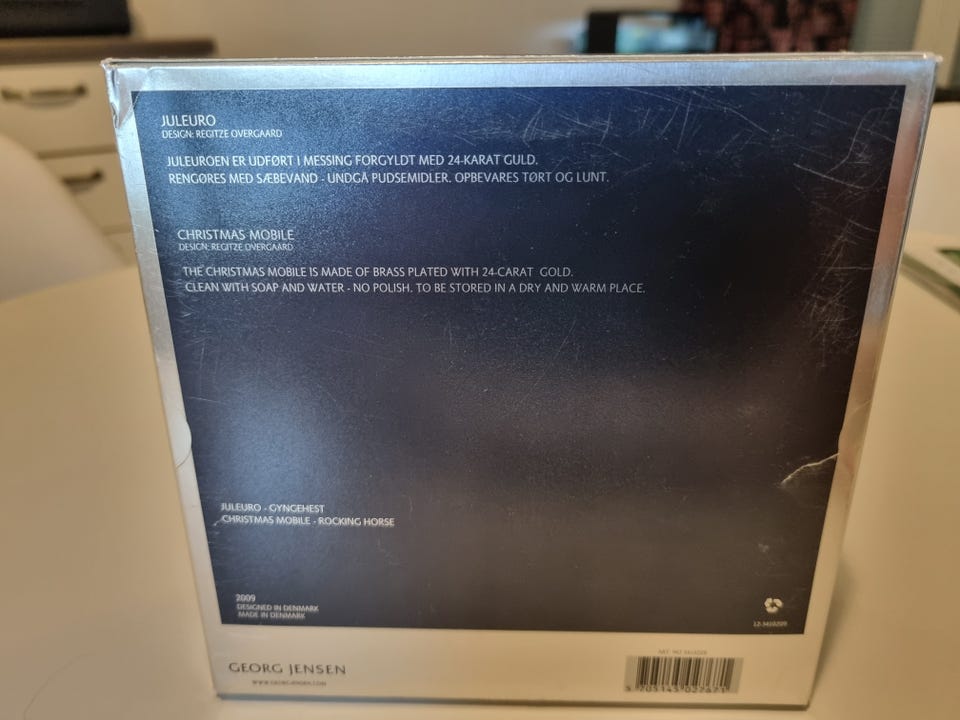 JULEURO
DESIGN: REGITZE OVERGAARD
JULEUROEN ER UDFØRT I MESSING FORGYLDT MED 24-KARAT GULD.
RENGØRES MED SÆBEVAND - UNDGÅ PUDSEMIDLER. OPBEVARES TØRT OG LUNT.
CHRISTMAS MOBILE
DESIGN: REGITZE OVERGAARD
THE CHRISTMAS MOBILE IS MADE OF BRASS PLATED WITH 24-CARAT GOLD.
CLEAN WITH SOAP AND WATER - NO POLISH. TO BE STORED IN A DRY AND WARM PLACE.
JULEURO - GYNGEHEST
CHRISTMAS MOBILE - ROCKING HORSE
2009
DESIGNED IN DENMARK
MADE IN DENMARK
GEORG JENSEN
WWW.GEORGJENSEN.COM